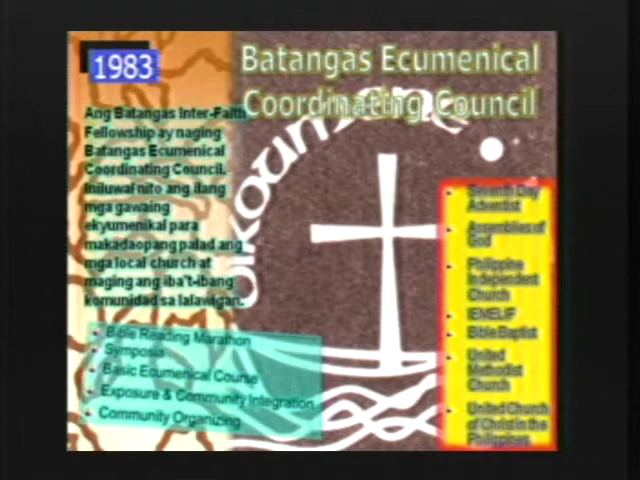 1983
Batangas Ecumenical
Coordinating Council
Ang Batangas Inter-Faith
Fellowship ay naging
Batangas Ecumenical
Coordinating Council.
Iniluwal nito ang ilang
mga gawaing
ekyumenikal para
makadaopang palad ang
mga local church at
maging ang iba't-ibang
komunidad sa lalawigan.
oikoumene
• Bible Reading Marathon
• Symposia
• Basic Ecumenical Course
• Exposure & Community Integration
• Community Organizing
• Seventh Day
Adventist
• Assemblies of
God
• Philippine
Independent
Church
• IEMELIF
• Bible Baptist
• United
Methodist
Church
• United Church
of Christ in the
Philippines